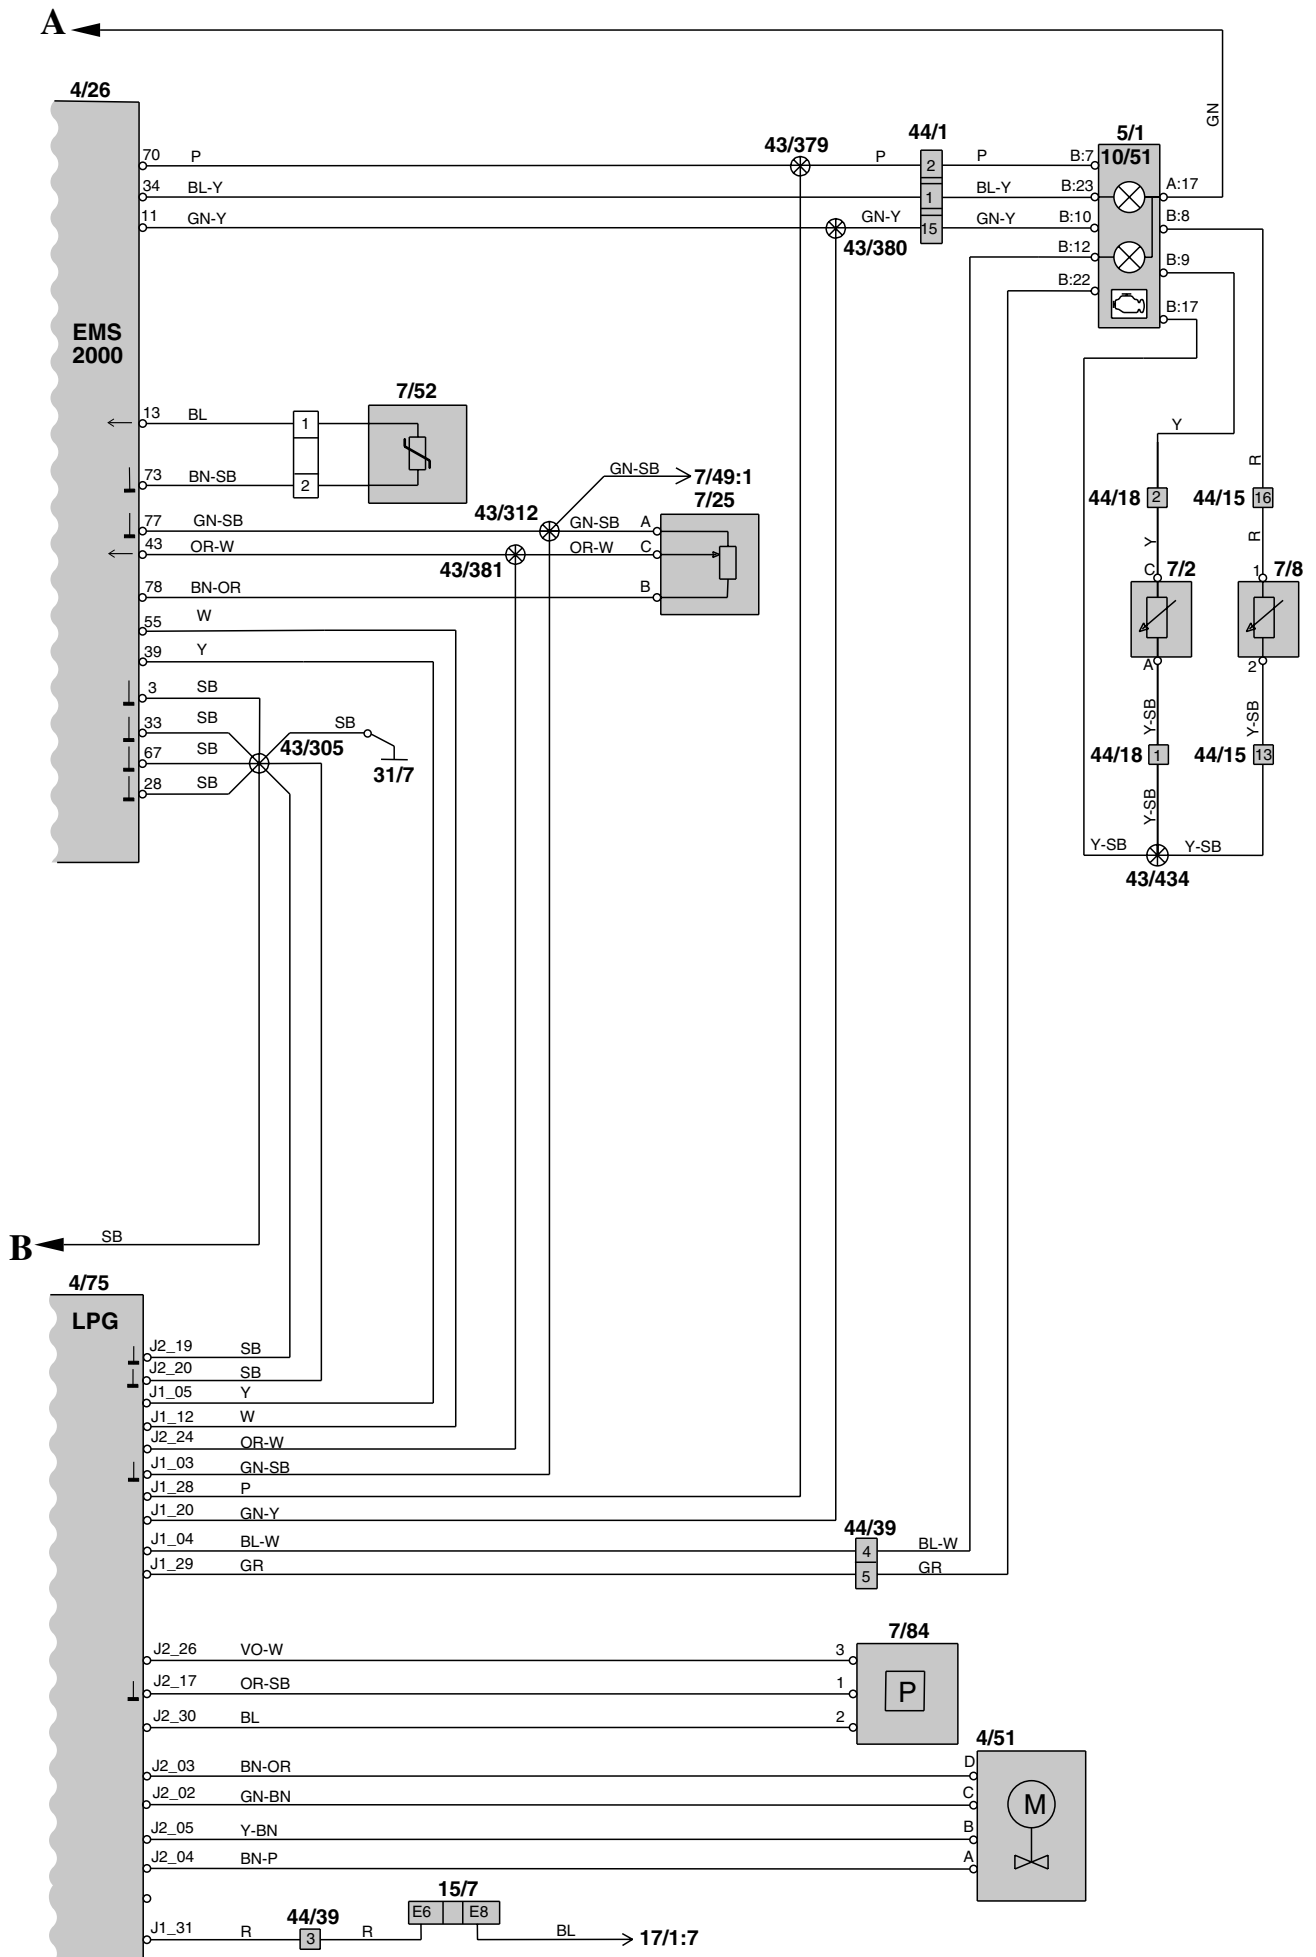 A
4/26
GN
70 P 43/379 P 44/1 2 P B:7 5/1
10/51
34 BL-Y 1 BL-Y B:23 A:17
11 GN-Y GN-Y 15 GN-Y B:10 B:8
43/380
B:12
B:9
B:22
B:17
EMS
2000
7/52
13 BL 1
73 BN-SB 2
GN-SB 7/49:1
7/25
43/312
77 GN-SB GN-SB A
43 OR-W OR-W C
43/381
78 BN-OR B
Y R
44/18 2 44/15 16
Y R
C 7/2 1 7/8
A 2
Y-SB Y-SB
44/18 1 44/15 13
Y-SB
Y-SB Y-SB
43/434
55 W
39 Y
3 SB
33 SB SB
43/305
67 SB
31/7
28 SB
B SB
4/75
LPG
J2_19 SB
J2_20 SB
J1_05 Y
J1_12 W
J2_24 OR-W
J1_03 GN-SB
J1_28 P
J1_20 GN-Y
44/39
J1_04 BL-W 4 BL-W
J1_29 GR 5 GR
7/84
J2_26 VO-W 3
J2_17 OR-SB 1 P
J2_30 BL 2
4/51
J2_03 BN-OR D
J2_02 GN-BN C M
J2_05 Y-BN B
J2_04 BN-P A
15/7
E6 E8
J1_31 R 44/39 3 R BL 17/1:7